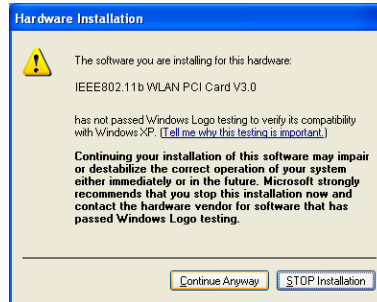 Hardware Installation
The software you are installing for this hardware:
IEEE802.11b WLAN PCI Card V3.0
has not passed Windows Logo testing to verify its compatibility
with Windows XP. (Tell me why this testing is important.)
Continuing your installation of this software may impair
or destabilize the correct operation of your system
either immediately or in the future. Microsoft strongly
recommends that you stop this installation now and
contact the hardware vendor for software that has
passed Windows Logo testing.
Continue Anyway
STOP Installation